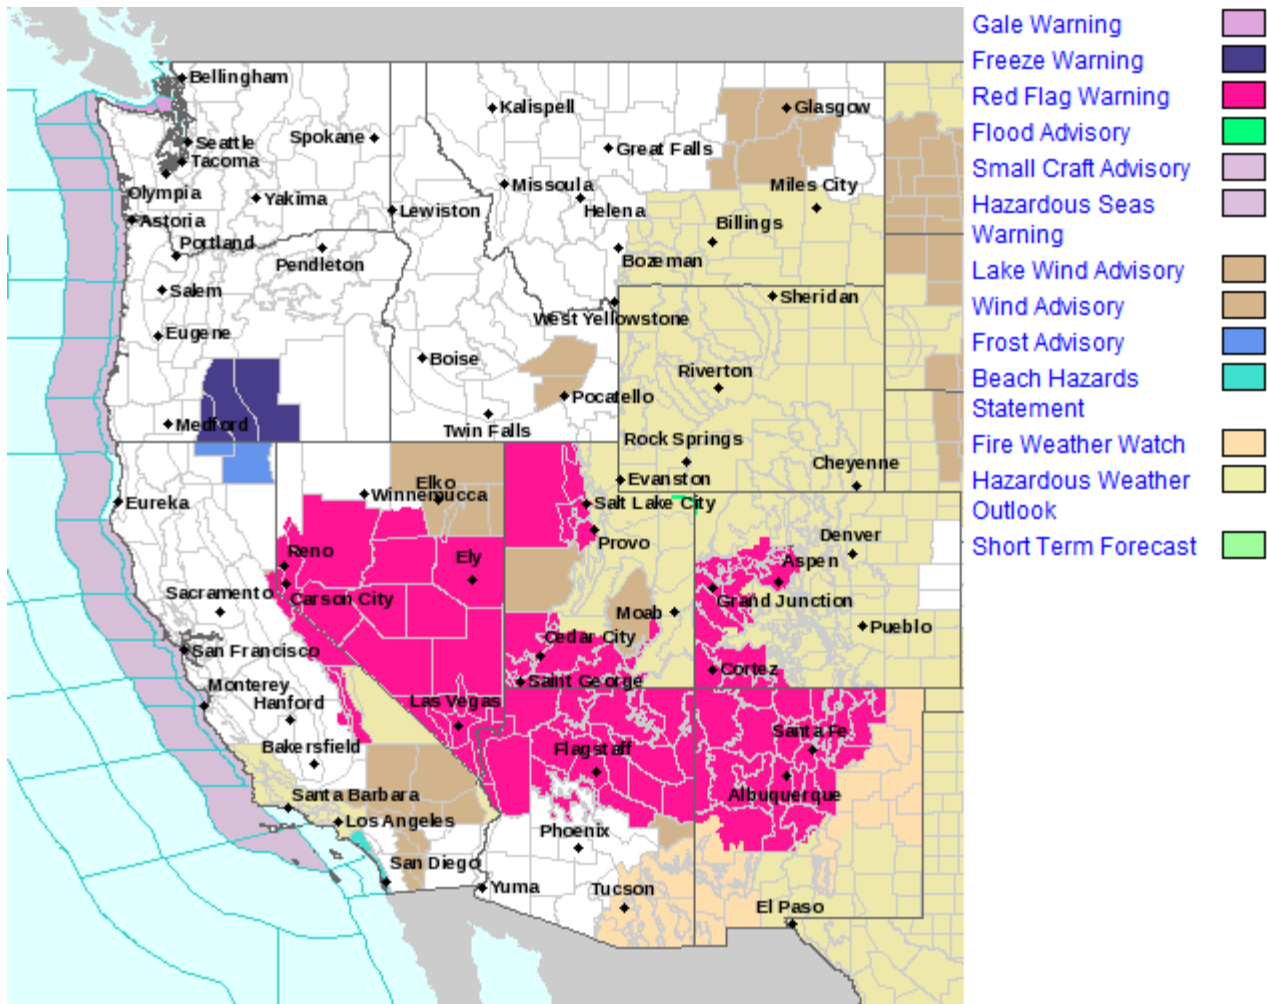 Gale Warning
Freeze Warning
Red Flag Warning
Flood Advisory
Small Craft Advisory
Hazardous Seas
Warning
Lake Wind Advisory
Wind Advisory
Frost Advisory
Beach Hazards
Statement
Fire Weather Watch
Hazardous Weather
Outlook
Short Term Forecast
Bellingham
Kalispell
Glasgow
Seattle
Spokane
Great Falls
Tacoma
Missoula
Miles City
Olympia
Yakima
Helena
Lewiston
Astoria
Billings
Portland
Pendleton
Bozeman
Salem
Sheridan
West Yellowstone
Eugene
Boise
Riverton
Pocatello
Medford
Twin Falls
Rock Springs
Cheyenne
Elko
Evanston
Winnemucca
Eureka
Salt Lake City
Denver
Provo
Reno
Ely
Aspen
Sacramento
Carson City
Grand Junction
Moab
Pueblo
Cedar City
San Francisco
Cortez
Saint George
Monterey
Hanford
Las Vegas
Santa Fe
Bakersfield
Flagstaff
Santa Barbara
Albuquerque
Los Angeles
Phoenix
San Diego
Yuma
Tucson
El Paso